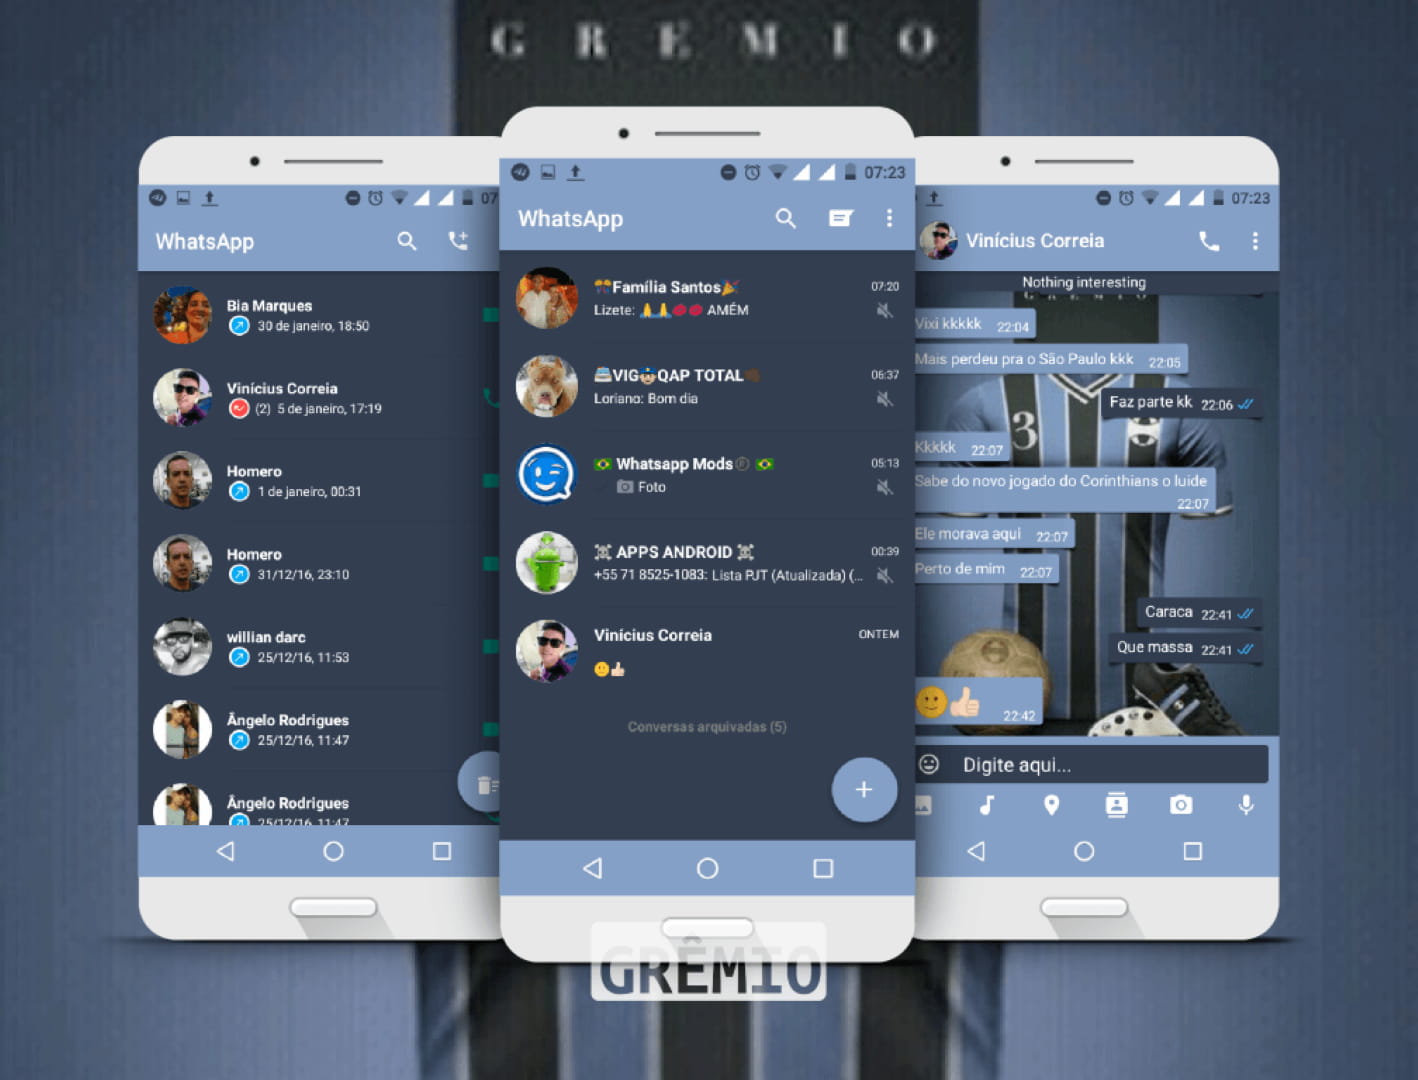 G R E M I O
07
WhatsApp
Bia Marques
30 de janeiro, 18:50
Vinícius Correia
(2) 5 de janeiro, 17:19
Homero
1 de janeiro, 00:31
Homero
31/12/16, 23:10
willian darc
25/12/16, 11:53
Ângelo Rodrigues
25/12/16, 11:47
Ângelo Rodrigues
25/12/16, 11:47
07:23
WhatsApp
🎊Família Santos🎉 07:20
Lizete: 🙏🙏 AMÉM
VIG👮QAP TOTAL 06:37
Loriano: Bom dia
🇧🇷 Whatsapp Mods® 🇧🇷 05:13
Foto
☠ APPS ANDROID ☠ 00:39
+55 71 8525-1083: Lista PJT (Atualizada) (...
Vinícius Correia ONTEM
🙂👍🏻
Conversas arquivadas (5)
07:23
Vinícius Correia
Nothing interesting
G R E M I O
Vixi kkkkk 22:04
Mais perdeu pra o São Paulo kkk 22:05
Faz parte kk 22:06
3
Kkkkk 22:07
Sabe do novo jogado do Corinthians o luide
22:07
Ele morava aqui 22:07
Perto de mim 22:07
Caraca 22:41
Que massa 22:41
🙂👍🏻 22:42
Digite aqui...
GRÊMIO